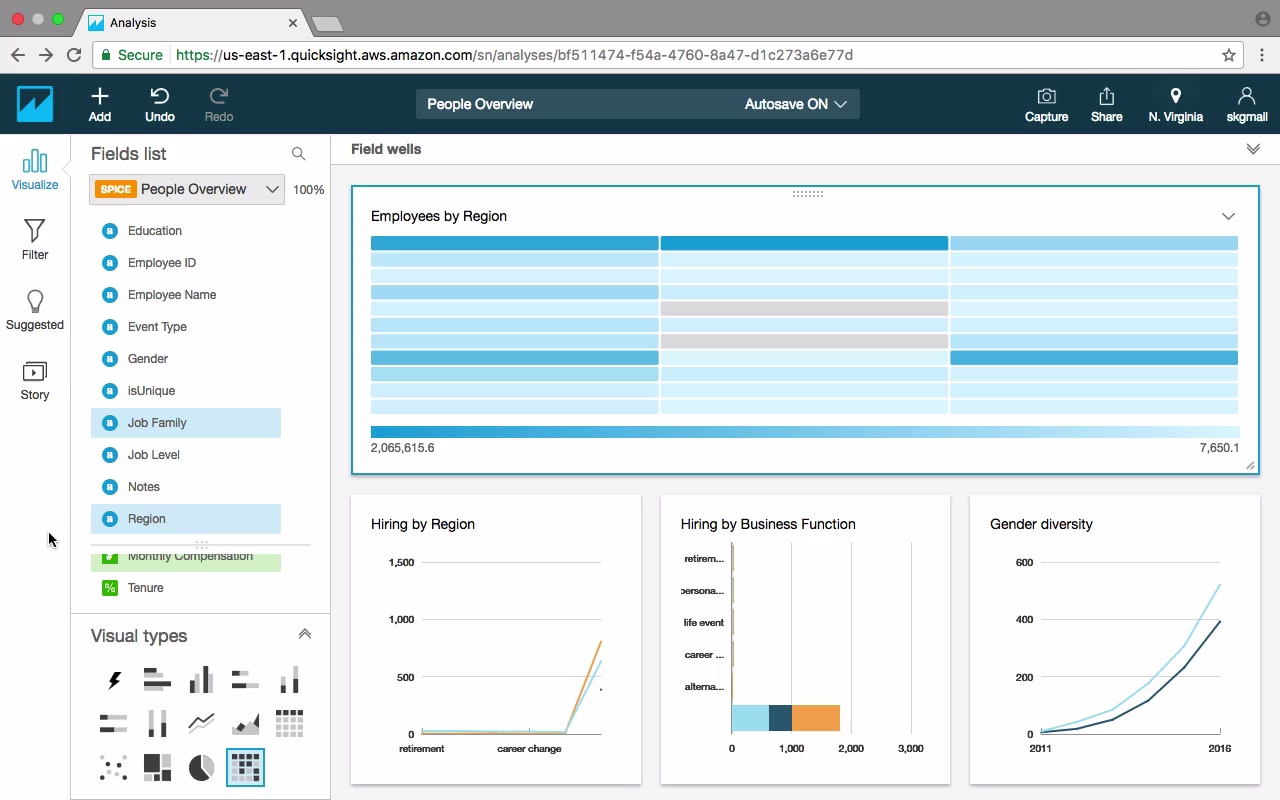 Analysis
Secure https://us-east-1.quicksight.aws.amazon.com/sn/analyses/bf511474-f54a-4760-8a47-d1c273a6e77d
Add
Undo
Redo
People Overview
Autosave ON
Capture
Share
N. Virginia
skgmail
Visualize
Filter
Suggested
Story
Fields list
SPICE People Overview 100%
a Education
a Employee ID
a Employee Name
a Event Type
a Gender
a isUnique
a Job Family
a Job Level
a Notes
a Region
# Monthly Compensation
% Tenure
Visual types
Field wells
Employees by Region
2,065,615.6
7,650.1
Hiring by Region
1,500
1,000
500
0
retirement
career change
Hiring by Business Function
retirem...
persona...
life event
career ...
alterna...
0
1,000
2,000
3,000
Gender diversity
600
400
200
0
2011
2016